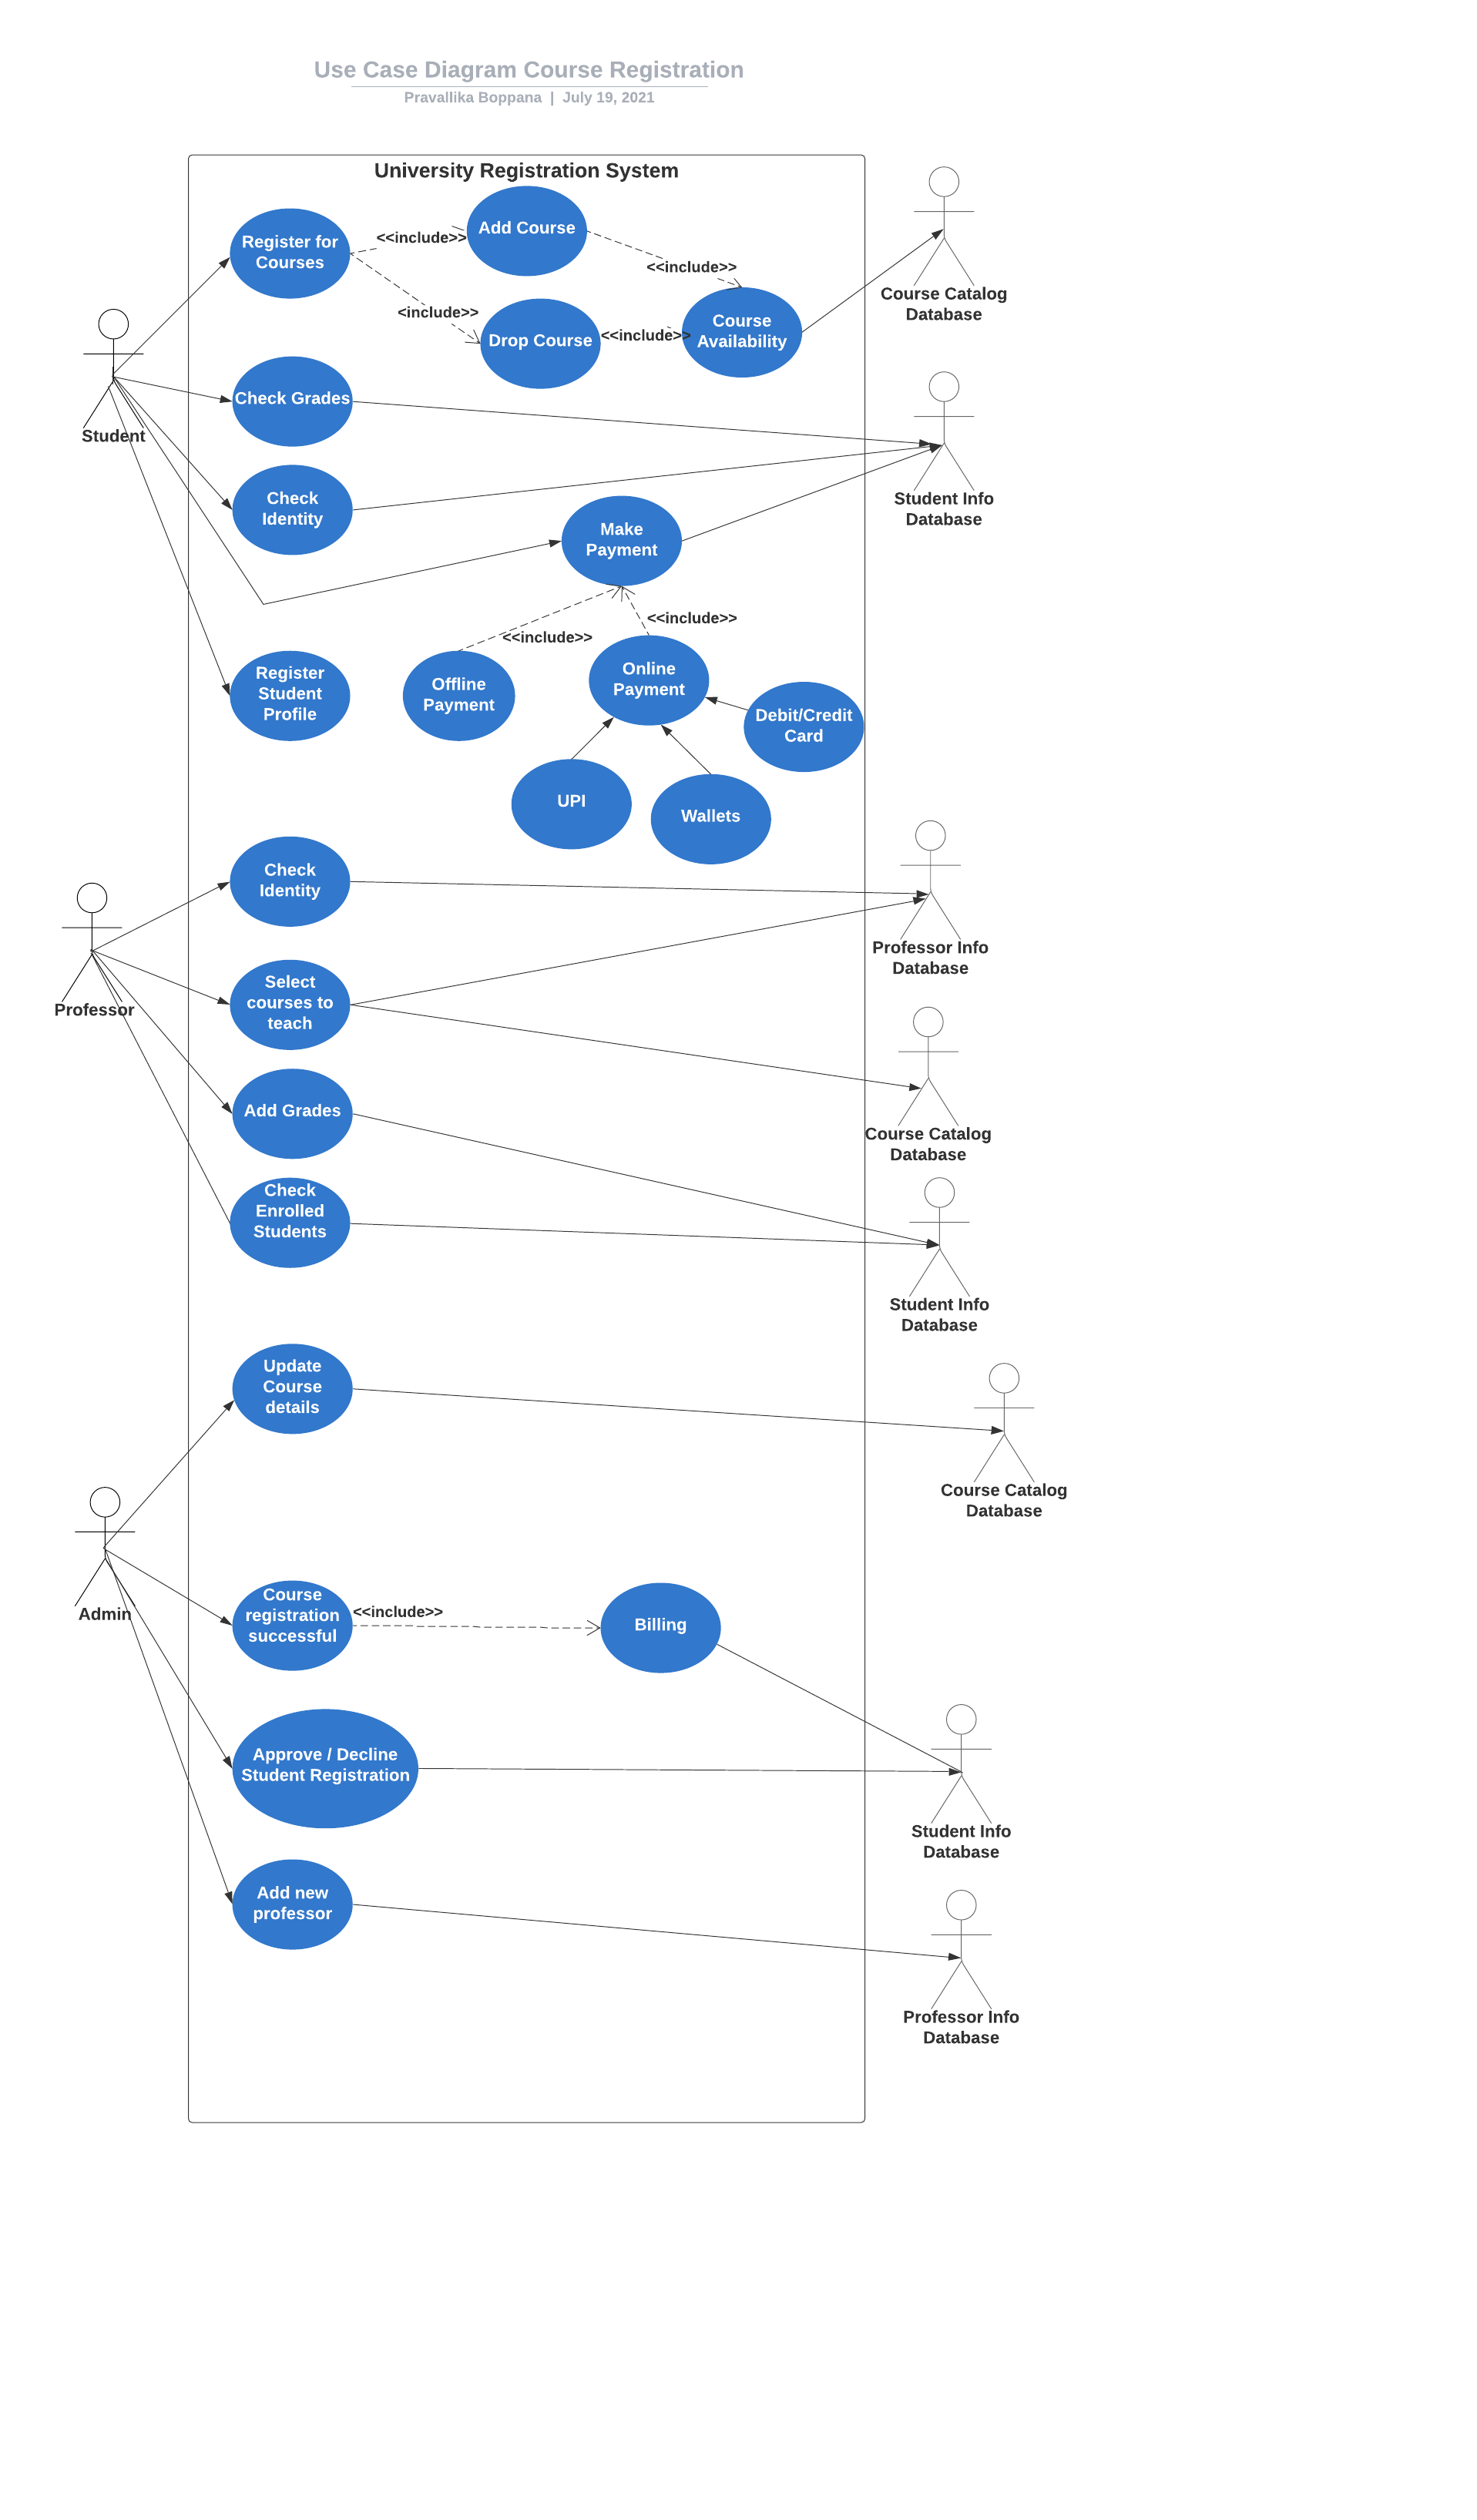 Use Case Diagram Course Registration
Pravallika Boppana | July 19, 2021
University Registration System
Register for
Courses
<<include>>
Add Course
<<include>>
<include>>
Drop Course
<<include>>
Course
Availability
Course Catalog
Database
Student
Check Grades
Check
Identity
Student Info
Database
Make
Payment
<<include>>
<<include>>
Register
Student
Profile
Offline
Payment
Online
Payment
Debit/Credit
Card
UPI
Wallets
Professor
Check
Identity
Professor Info
Database
Select
courses to
teach
Course Catalog
Database
Add Grades
Check
Enrolled
Students
Student Info
Database
Update
Course
details
Course Catalog
Database
Admin
Course
registration
successful
<<include>>
Billing
Approve / Decline
Student Registration
Student Info
Database
Add new
professor
Professor Info
Database